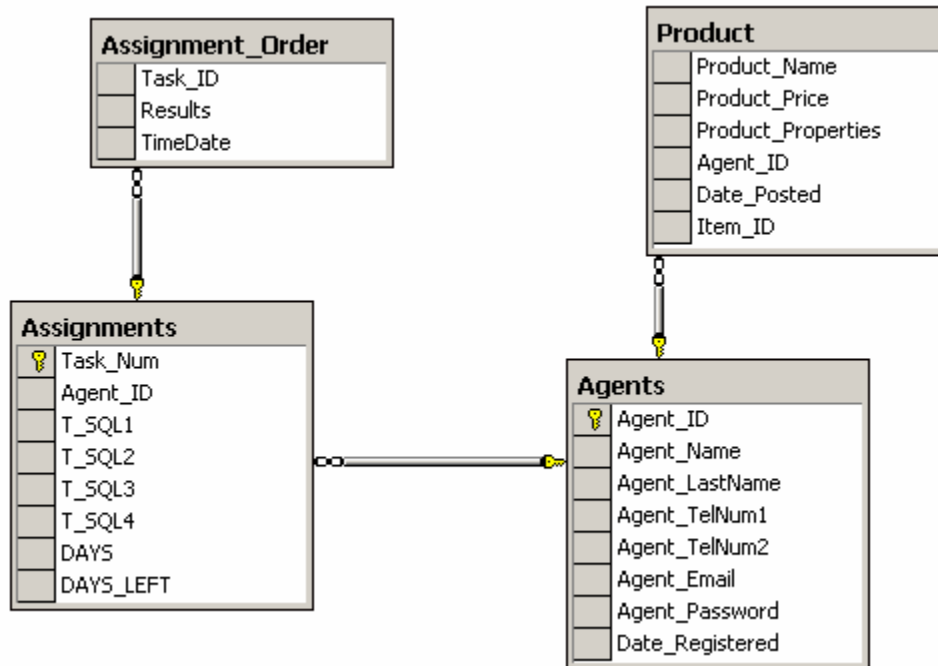 Assignment_Order
Task_ID
Results
TimeDate
Product
Product_Name
Product_Price
Product_Properties
Agent_ID
Date_Posted
Item_ID
Assignments
Task_Num
Agent_ID
T_SQL1
T_SQL2
T_SQL3
T_SQL4
DAYS
DAYS_LEFT
Agents
Agent_ID
Agent_Name
Agent_LastName
Agent_TelNum1
Agent_TelNum2
Agent_Email
Agent_Password
Date_Registered